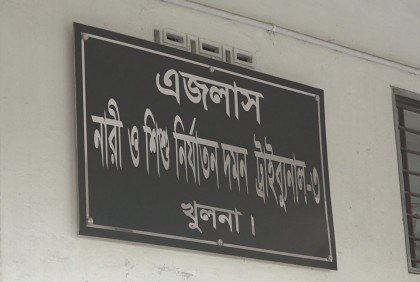 এজলাস
নারী ও শিশু নির্যাতন দমন ট্রাইব্যুনাল-৩
খুলনা।